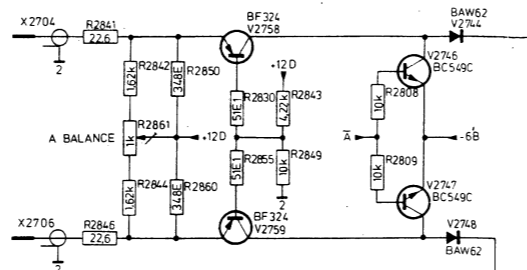 X2704
R2841
22,6
2
R2842
1,62k
R2850
348E
BF324
V2758
+12D
R2830
51E1
R2843
4,22k
BAW62
V2744
V2746
BC549C
R2808
10k
A BALANCE
R2861
1k
+12D
A
-6B'
R2844
1,62k
R2860
348E
R2855
51E1
R2849
10k
2
R2809
10k
V2747
BC549C
X2706
R2846
22,6
2
BF324
V2759
V2748
BAW62